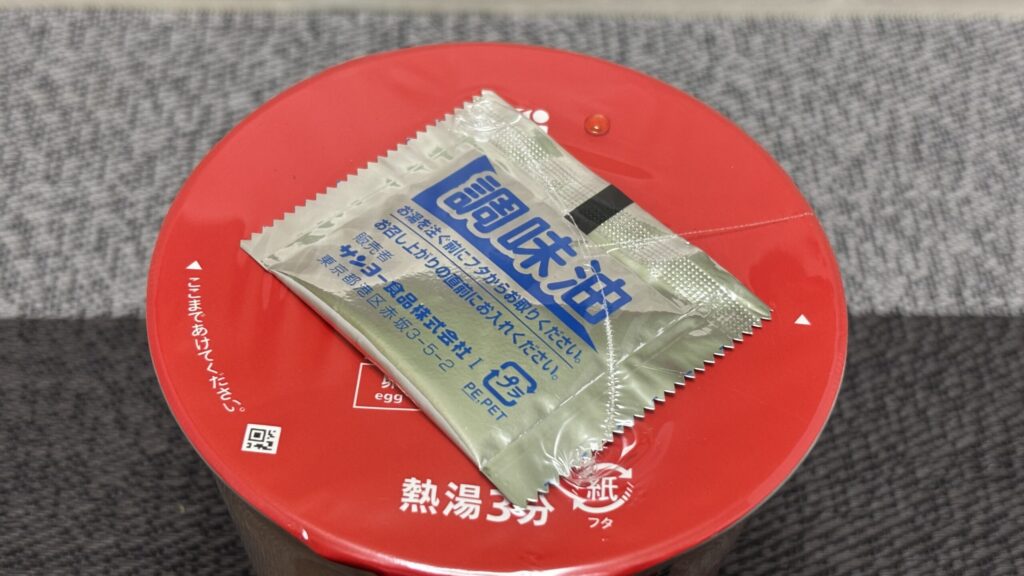 調味油
お湯を注ぐ前にフタからお取りください。
お召し上がりの直前にお入れください。
販売者
サンヨー食品株式会社 I
東京都港区赤坂3-5-2
プラ
P.E.PET
ここまであけてください。
egg
熱湯3分
紙
フタ